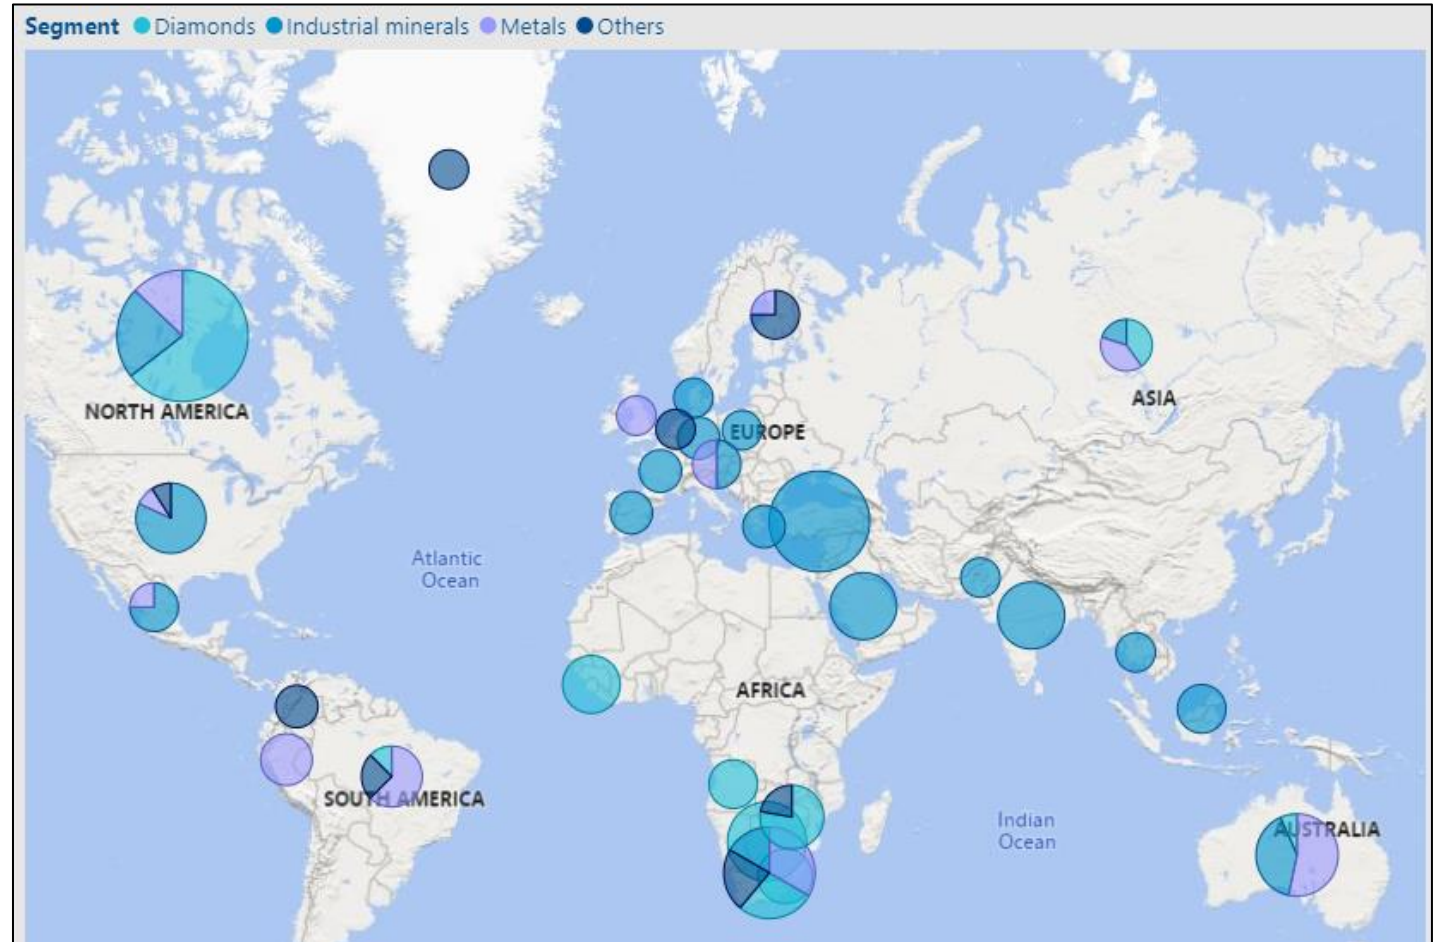 Segment Diamonds Industrial minerals Metals Others
NORTH AMERICA
ASIA
EUROPE
Atlantic
Ocean
AFRICA
SOUTH AMERICA
Indian
Ocean
AUSTRALIA